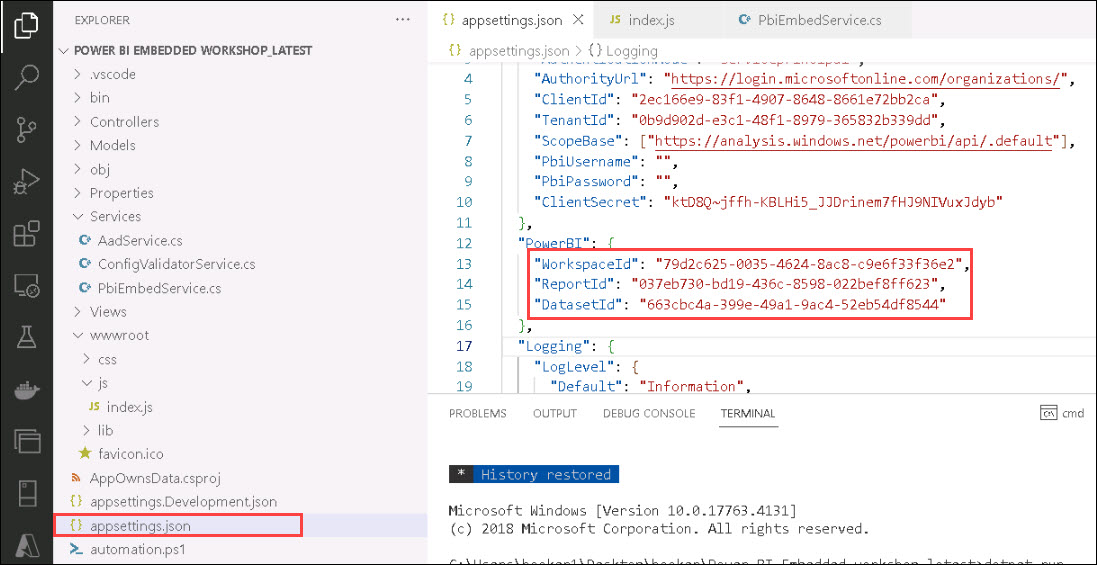 EXPLORER
POWER BI EMBEDDED WORKSHOP_LATEST
.vscode
bin
Controllers
Models
obj
Properties
Services
AadService.cs
ConfigValidatorService.cs
PbiEmbedService.cs
Views
wwwroot
css
js
JS index.js
lib
favicon.ico
AppOwnsData.csproj
{} appsettings.Development.json
{} appsettings.json
automation.ps1
{} appsettings.json
JS index.js
PbiEmbedService.cs
{} appsettings.json > {} Logging
4 "AuthorityUrl": "https://login.microsoftonline.com/organizations/",
5 "ClientId": "2ec166e9-83f1-4907-8648-8661e72bb2ca",
6 "TenantId": "0b9d902d-e3c1-48f1-8979-365832b339dd",
7 "ScopeBase": ["https://analysis.windows.net/powerbi/api/.default"],
8 "PbiUsername": "",
9 "PbiPassword": "",
10 "ClientSecret": "ktD8Q~jffh-KBLHi5_JJDrinem7fHJ9NIVuxJdyb"
11 },
12 "PowerBI": {
13 "WorkspaceId": "79d2c625-0035-4624-8ac8-c9e6f33f36e2",
14 "ReportId": "037eb730-bd19-436c-8598-022bef8ff623",
15 "DatasetId": "663cbc4a-399e-49a1-9ac4-52eb54df8544"
16 },
17 "Logging": {
18 "LogLevel": {
19 "Default": "Information",
PROBLEMS OUTPUT DEBUG CONSOLE TERMINAL
cmd
* History restored
Microsoft Windows [Version 10.0.17763.4131]
(c) 2018 Microsoft Corporation. All rights reserved.